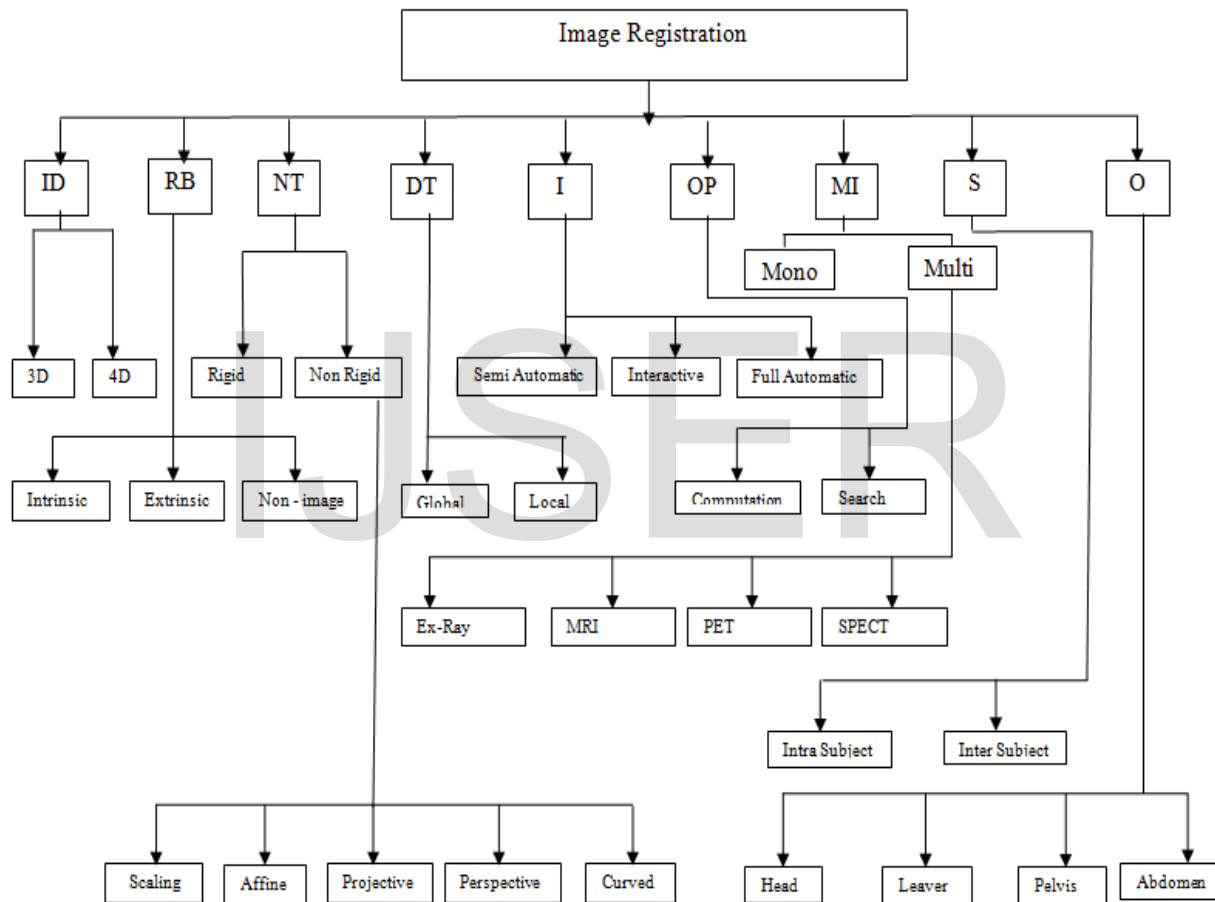 Image Registration
ID RB NT DT I OP MI S O
Mono Multi
3D 4D Rigid Non Rigid Semi Automatic Interactive Full Automatic
Intrinsic Extrinsic Non - image Global Local Computation Search
Ex-Ray MRI PET SPECT
Intra Subject Inter Subject
Scaling Affine Projective Perspective Curved Head Leaver Pelvis Abdomen
IJSER